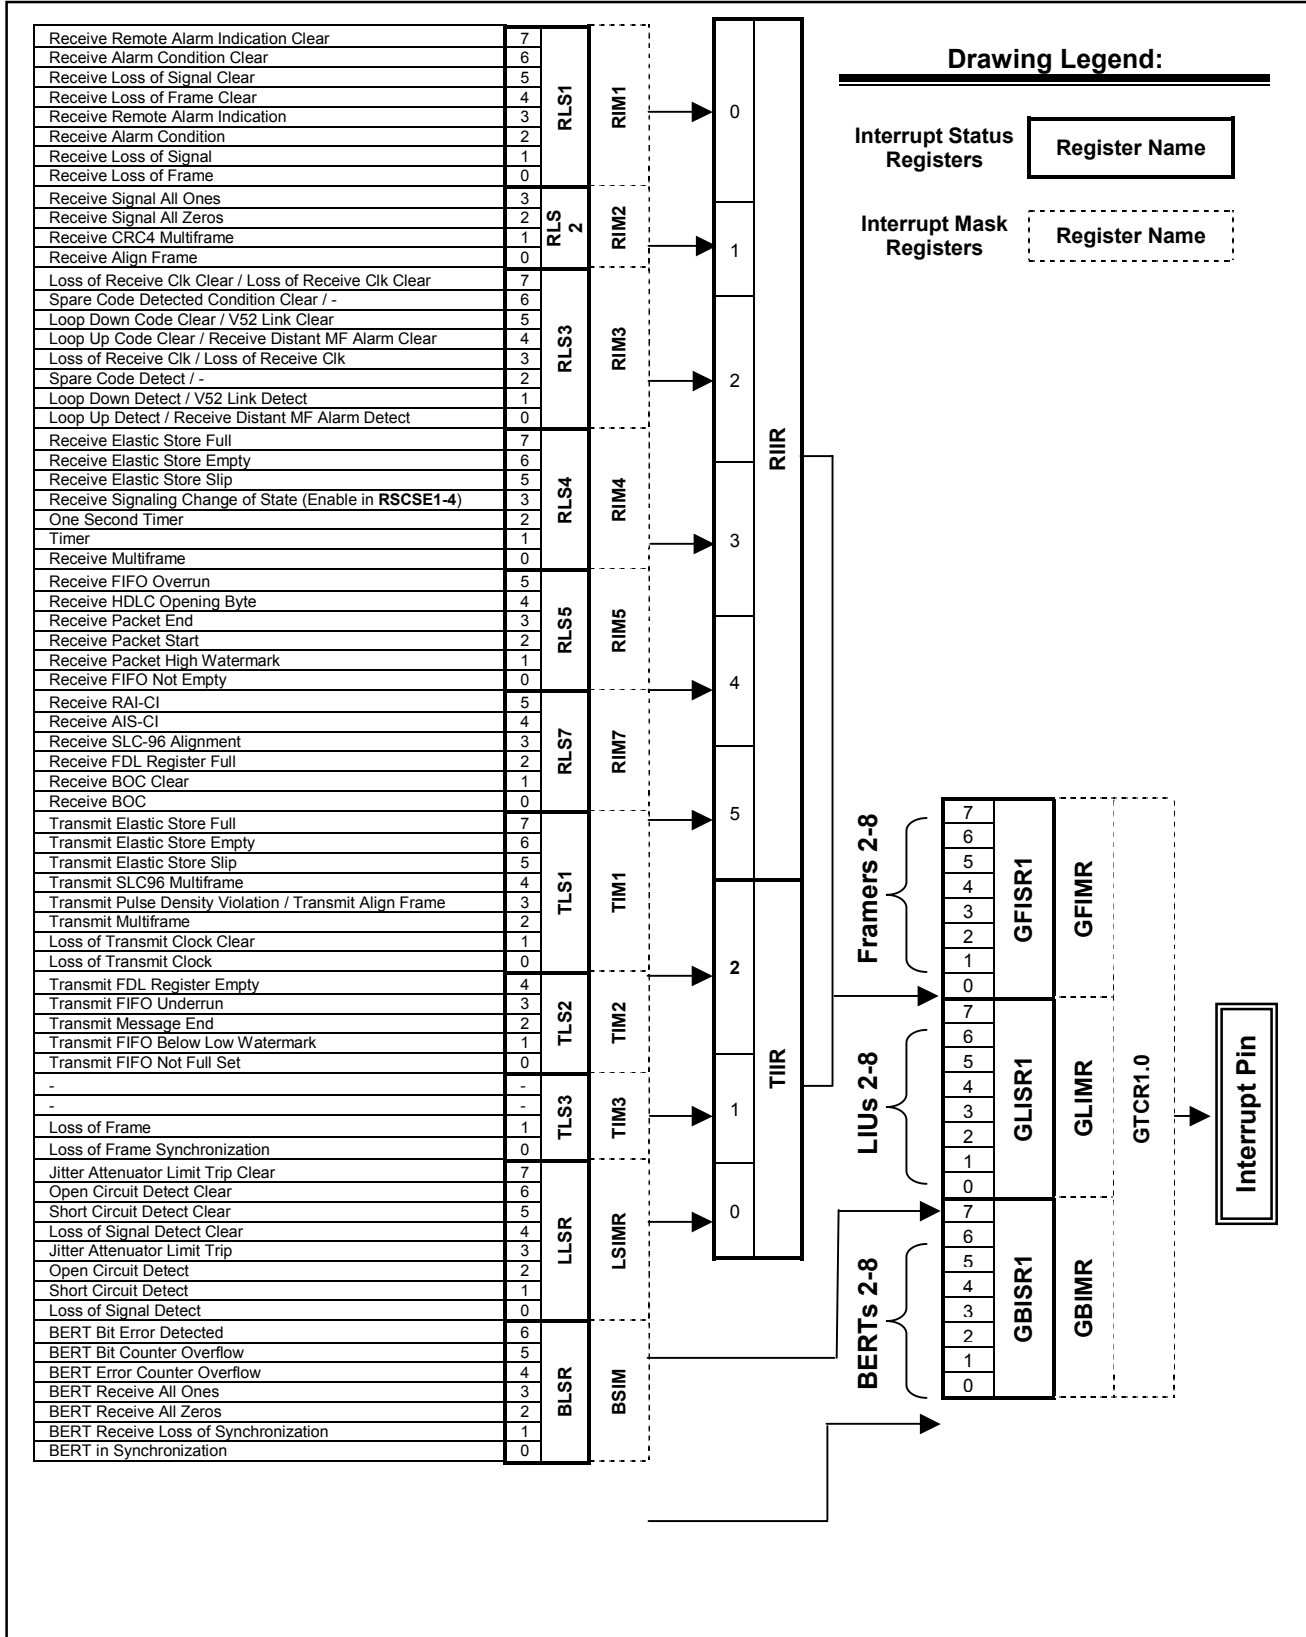 Drawing Legend:
Interrupt Status Registers
Register Name
Interrupt Mask Registers
Register Name
Receive Remote Alarm Indication Clear 7
Receive Alarm Condition Clear 6
Receive Loss of Signal Clear 5
Receive Loss of Frame Clear 4
Receive Remote Alarm Indication 3
Receive Alarm Condition 2
Receive Loss of Signal 1
Receive Loss of Frame 0
RLS1
RIM1
Receive Signal All Ones 3
Receive Signal All Zeros 2
Receive CRC4 Multiframe 1
Receive Align Frame 0
RLS 2
RIM2
Loss of Receive Clk Clear / Loss of Receive Clk Clear 7
Spare Code Detected Condition Clear / - 6
Loop Down Code Clear / V52 Link Clear 5
Loop Up Code Clear / Receive Distant MF Alarm Clear 4
Loss of Receive Clk / Loss of Receive Clk 3
Spare Code Detect / - 2
Loop Down Detect / V52 Link Detect 1
Loop Up Detect / Receive Distant MF Alarm Detect 0
RLS3
RIM3
Receive Elastic Store Full 7
Receive Elastic Store Empty 6
Receive Elastic Store Slip 5
Receive Signaling Change of State (Enable in RSCSE1-4) 3
One Second Timer 2
Timer 1
Receive Multiframe 0
RLS4
RIM4
Receive FIFO Overrun 5
Receive HDLC Opening Byte 4
Receive Packet End 3
Receive Packet Start 2
Receive Packet High Watermark 1
Receive FIFO Not Empty 0
RLS5
RIM5
Receive RAI-CI 5
Receive AIS-CI 4
Receive SLC-96 Alignment 3
Receive FDL Register Full 2
Receive BOC Clear 1
Receive BOC 0
RLS7
RIM7
Transmit Elastic Store Full 7
Transmit Elastic Store Empty 6
Transmit Elastic Store Slip 5
Transmit SLC96 Multiframe 4
Transmit Pulse Density Violation / Transmit Align Frame 3
Transmit Multiframe 2
Loss of Transmit Clock Clear 1
Loss of Transmit Clock 0
TLS1
TIM1
Transmit FDL Register Empty 4
Transmit FIFO Underrun 3
Transmit Message End 2
Transmit FIFO Below Low Watermark 1
Transmit FIFO Not Full Set 0
TLS2
TIM2
- -
- -
Loss of Frame 1
Loss of Frame Synchronization 0
TLS3
TIM3
Jitter Attenuator Limit Trip Clear 7
Open Circuit Detect Clear 6
Short Circuit Detect Clear 5
Loss of Signal Detect Clear 4
Jitter Attenuator Limit Trip 3
Open Circuit Detect 2
Short Circuit Detect 1
Loss of Signal Detect 0
LLSR
LSIMR
BERT Bit Error Detected 6
BERT Bit Counter Overflow 5
BERT Error Counter Overflow 4
BERT Receive All Ones 3
BERT Receive All Zeros 2
BERT Receive Loss of Synchronization 1
BERT in Synchronization 0
BLSR
BSIM
0
1
2
3
4
5
RIIR
2
1
0
TIIR
Framers 2-8
7
6
5
4
3
2
1
0
GFISR1
GFIMR
LIUs 2-8
7
6
5
4
3
2
1
0
GLISR1
GLIMR
BERTs 2-8
7
6
5
4
3
2
1
0
GBISR1
GBIMR
GTCR1.0
Interrupt Pin